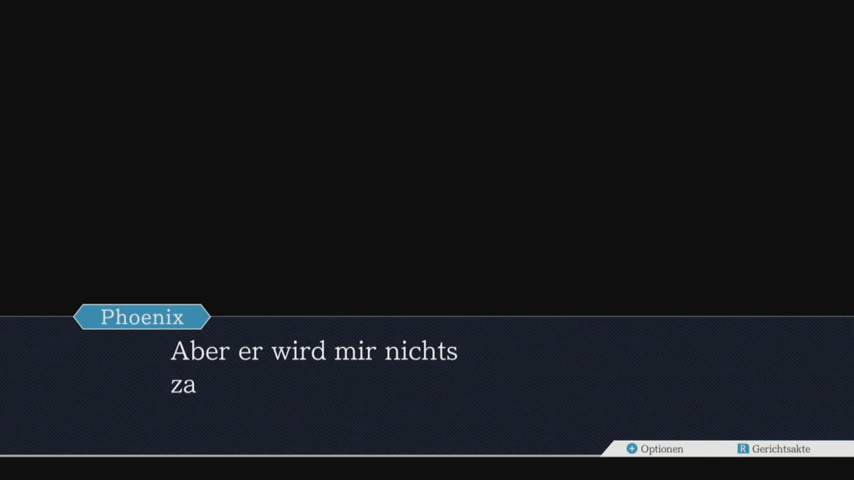 Phoenix
Aber er wird mir nichts
za
Optionen
R Gerichtsakte